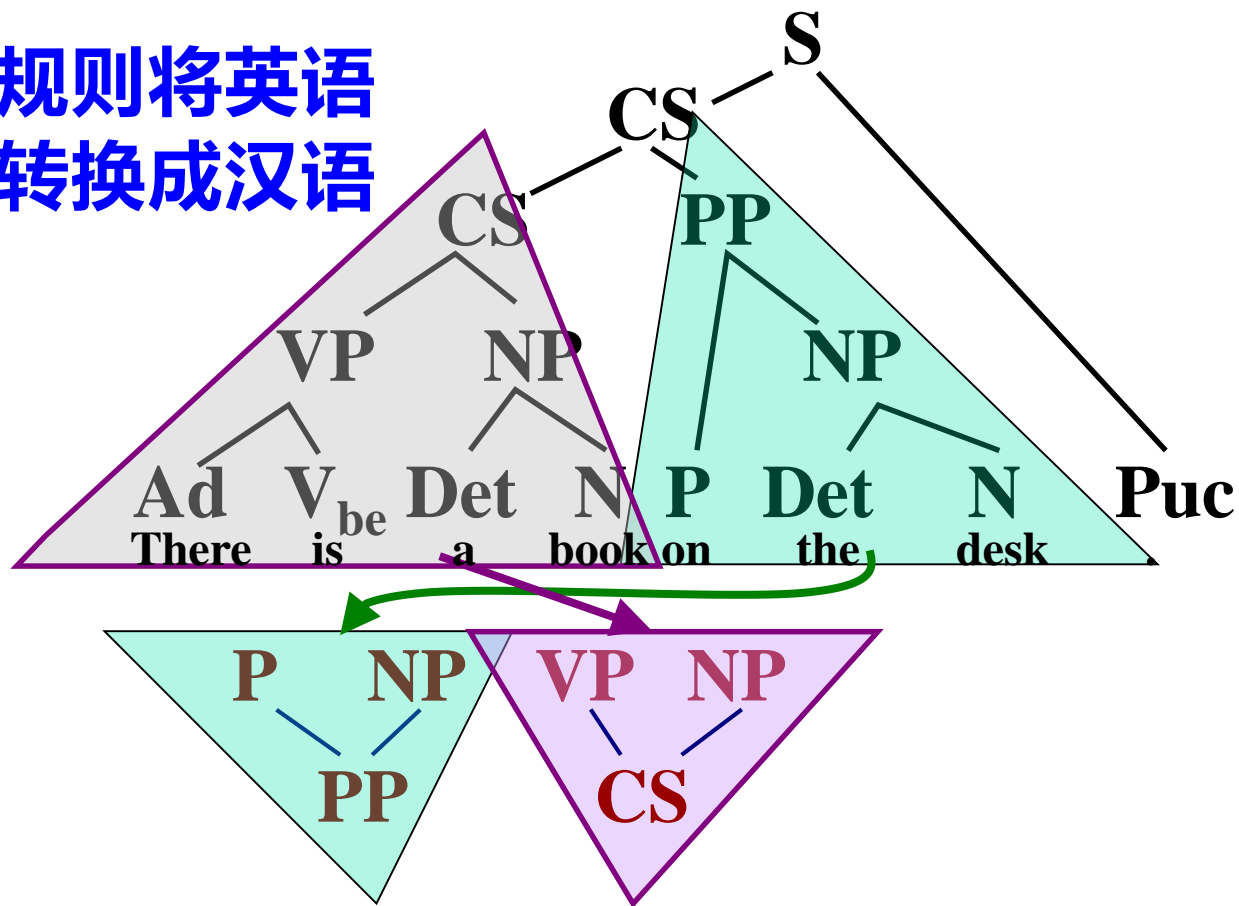 规则将英语
转换成汉语
S
CS
CS PP
VP NP NP
Ad V be Det N P Det N Puc
There is a book on the desk .
P NP VP NP
PP CS